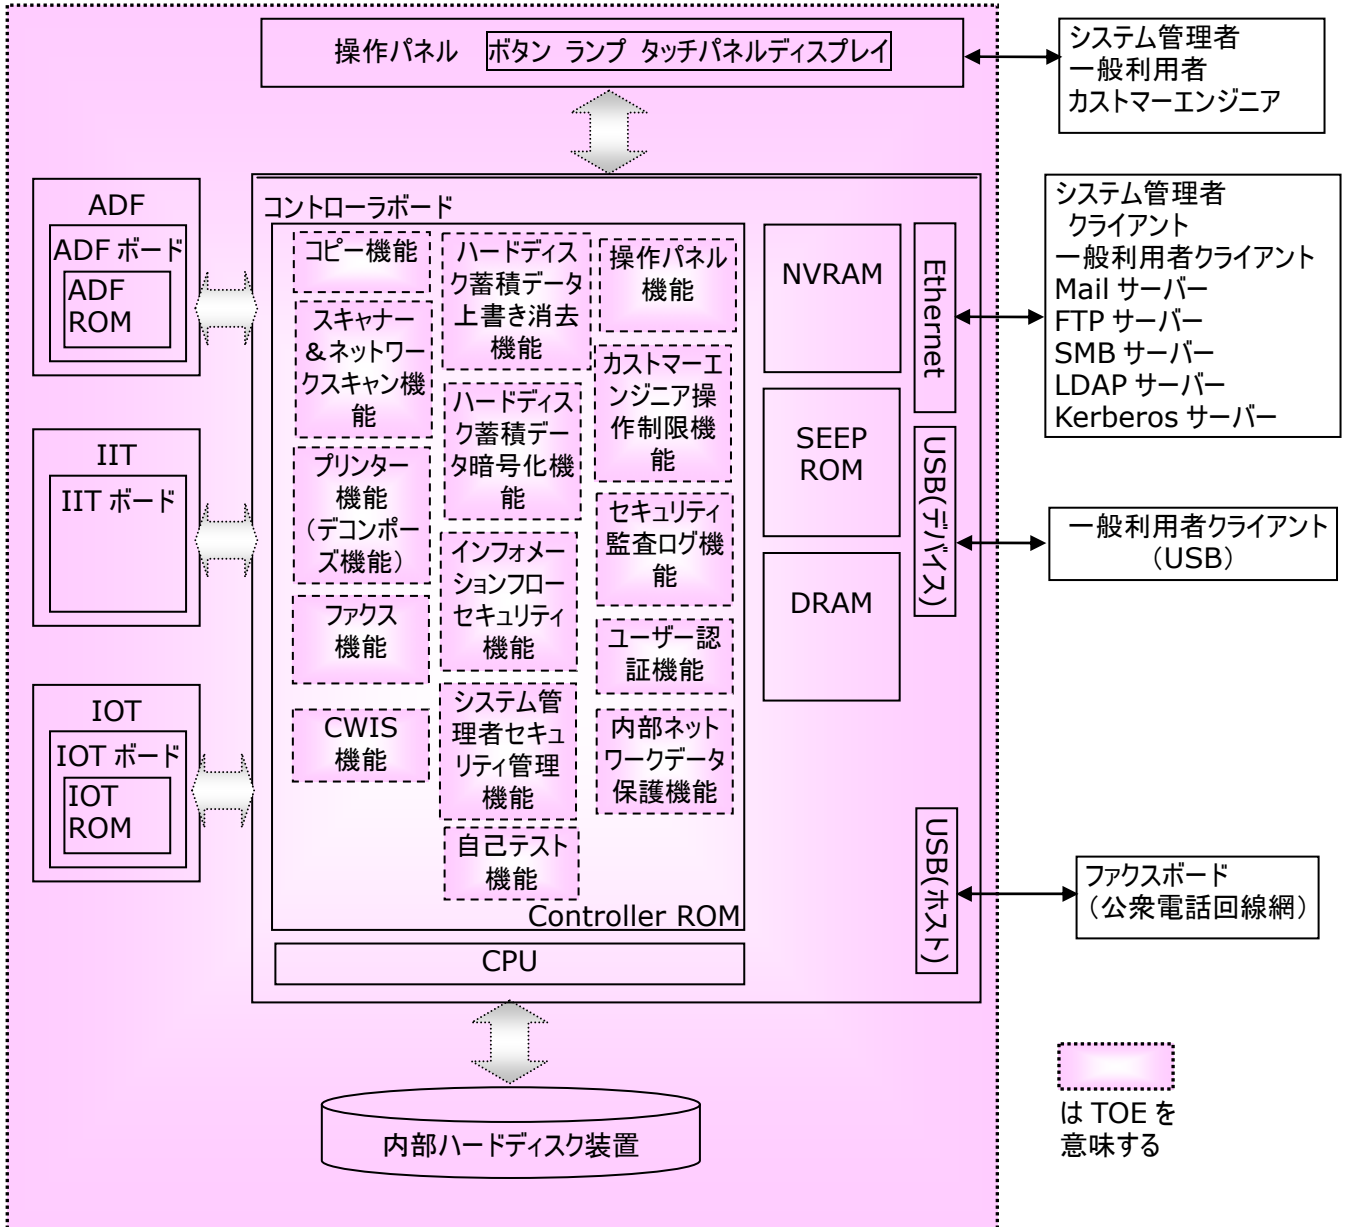 操作パネル ボタン ランプ タッチパネルディスプレイ
システム管理者
一般利用者
カストマーエンジニア
ADF
ADF ボード
ADF
ROM
IIT
IIT ボード
IOT
IOT ボード
IOT
ROM
コントローラボード
コピー機能
スキャナー
&ネットワー
クスキャン機
能
プリンター
機能
(デコンポー
ズ機能)
ファクス
機能
CWIS
機能
ハードディス
ク蓄積データ
上書き消去
機能
ハードディス
ク蓄積デー
タ暗号化機
能
インフォメー
ションフロー
セキュリティ
機能
システム管
理者セキュ
リティ管理
機能
自己テスト
機能
操作パネル
機能
カストマーエ
ンジニア操
作制限機
能
セキュリティ
監査ログ機
能
ユーザー認
証機能
内部ネット
ワークデータ
保護機能
Controller ROM
CPU
NVRAM
SEEP
ROM
DRAM
Ethernet
USB(デバイス)
USB(ホスト)
システム管理者
クライアント
一般利用者クライアント
Mail サーバー
FTP サーバー
SMB サーバー
LDAP サーバー
Kerberos サーバー
一般利用者クライアント
(USB)
ファクスボード
(公衆電話回線網)
内部ハードディスク装置
は TOE を
意味する